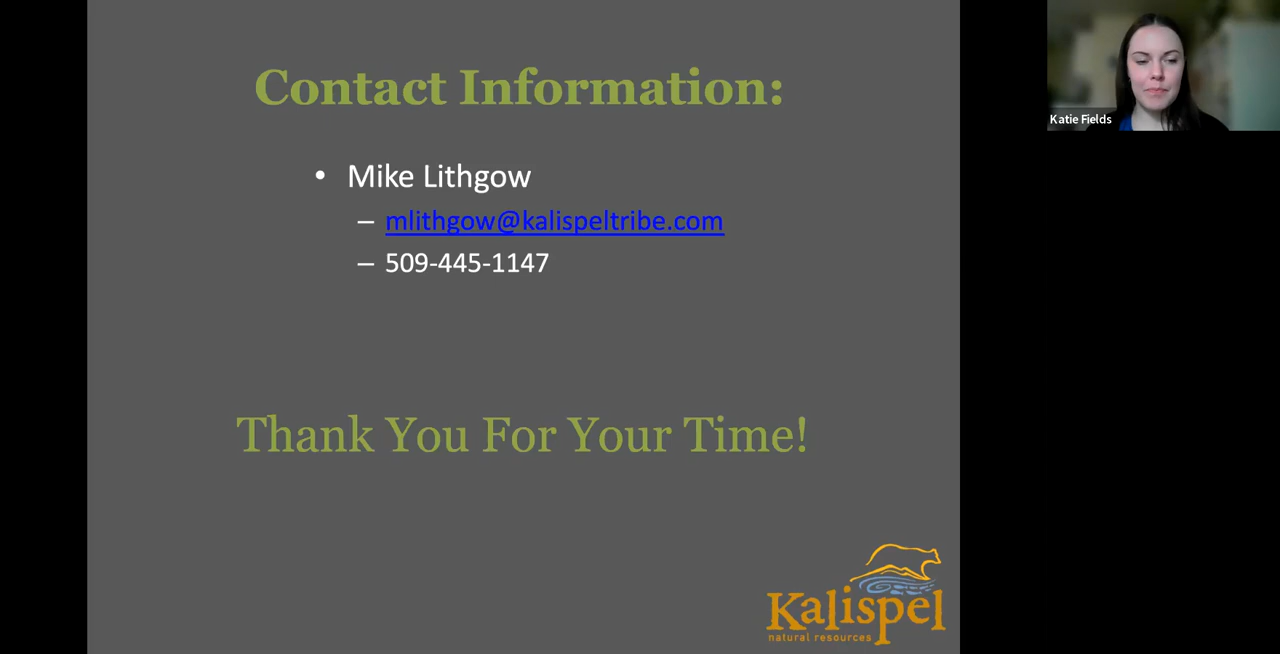 Contact Information:
• Mike Lithgow
– mlithgow@kalispeltribe.com
– 509-445-1147
Thank You For Your Time!
Kalispel
natural resources
Katie Fields